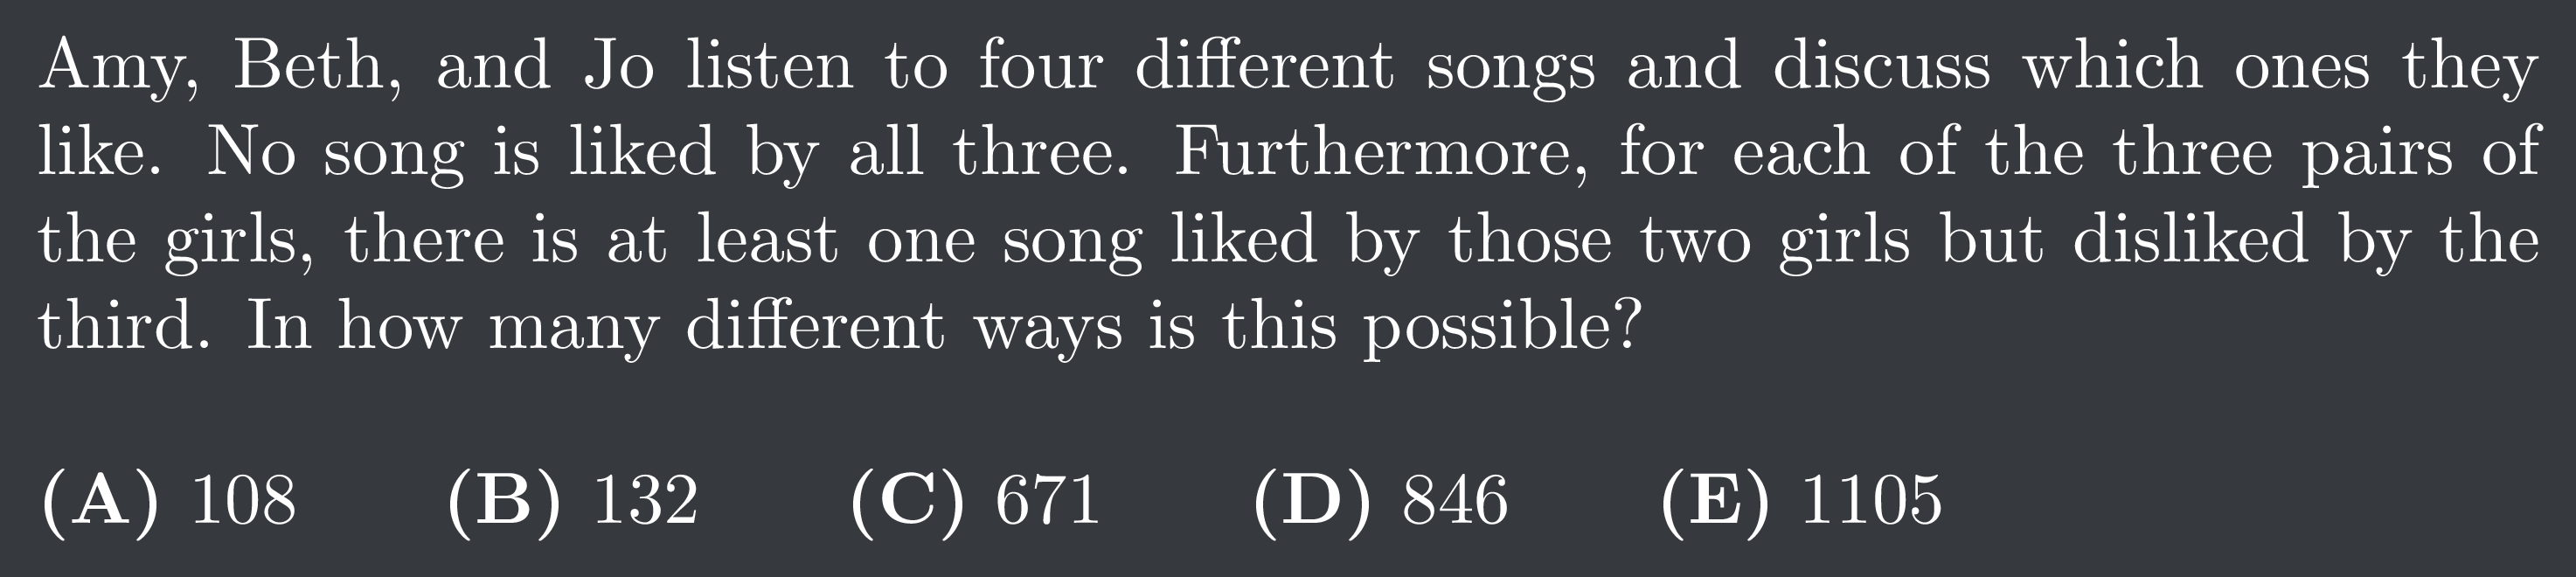 Amy, Beth, and Jo listen to four different songs and discuss which ones they
like. No song is liked by all three. Furthermore, for each of the three pairs of
the girls, there is at least one song liked by those two girls but disliked by the
third. In how many different ways is this possible?
(A) 108 (B) 132 (C) 671 (D) 846 (E) 1105